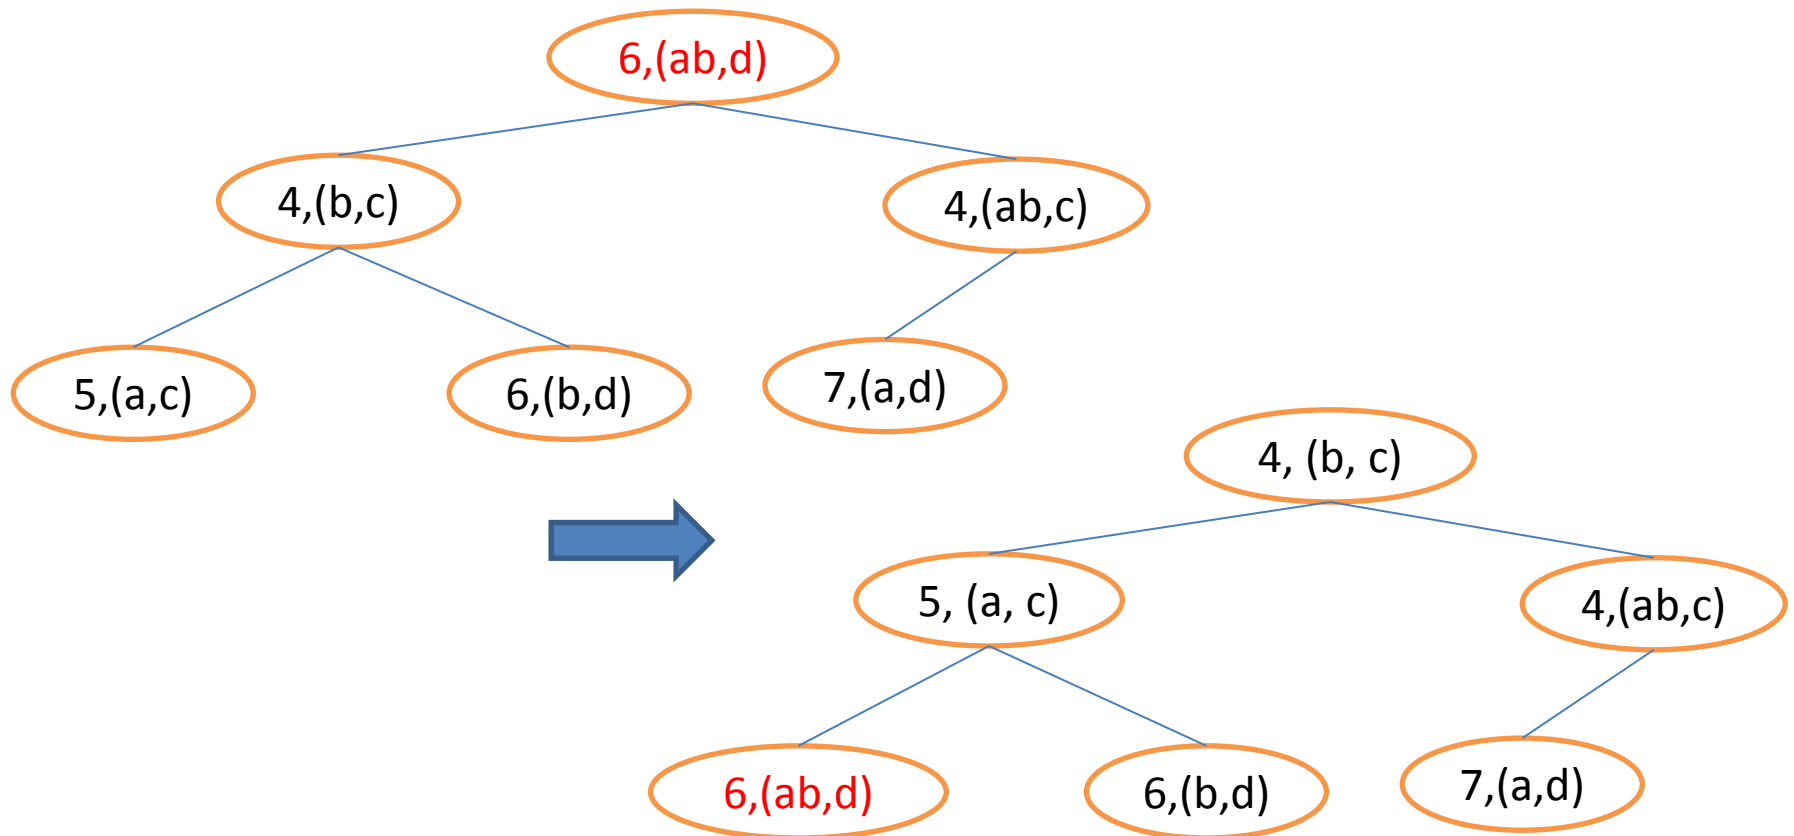 6,(ab,d)
4,(b,c)
4,(ab,c)
5,(a,c)
6,(b,d)
7,(a,d)
4, (b, c)
5, (a, c)
4,(ab,c)
6,(ab,d)
6,(b,d)
7,(a,d)